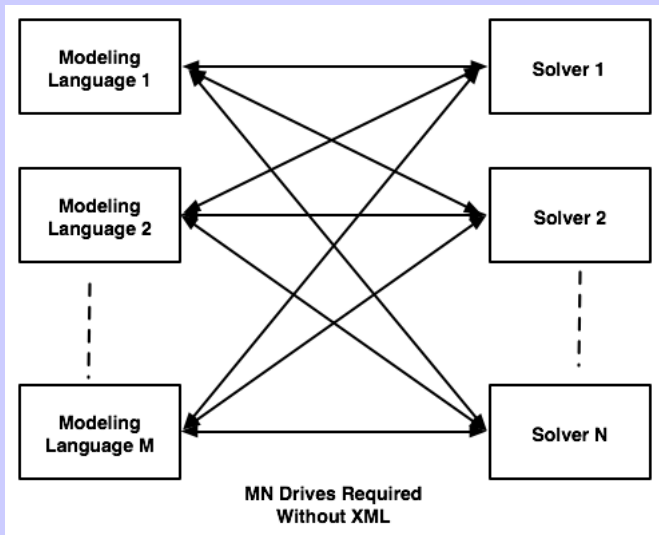 Modeling
Language 1
Solver 1
Modeling
Language 2
Solver 2
Modeling
Language M
Solver N
MN Drives Required
Without XML